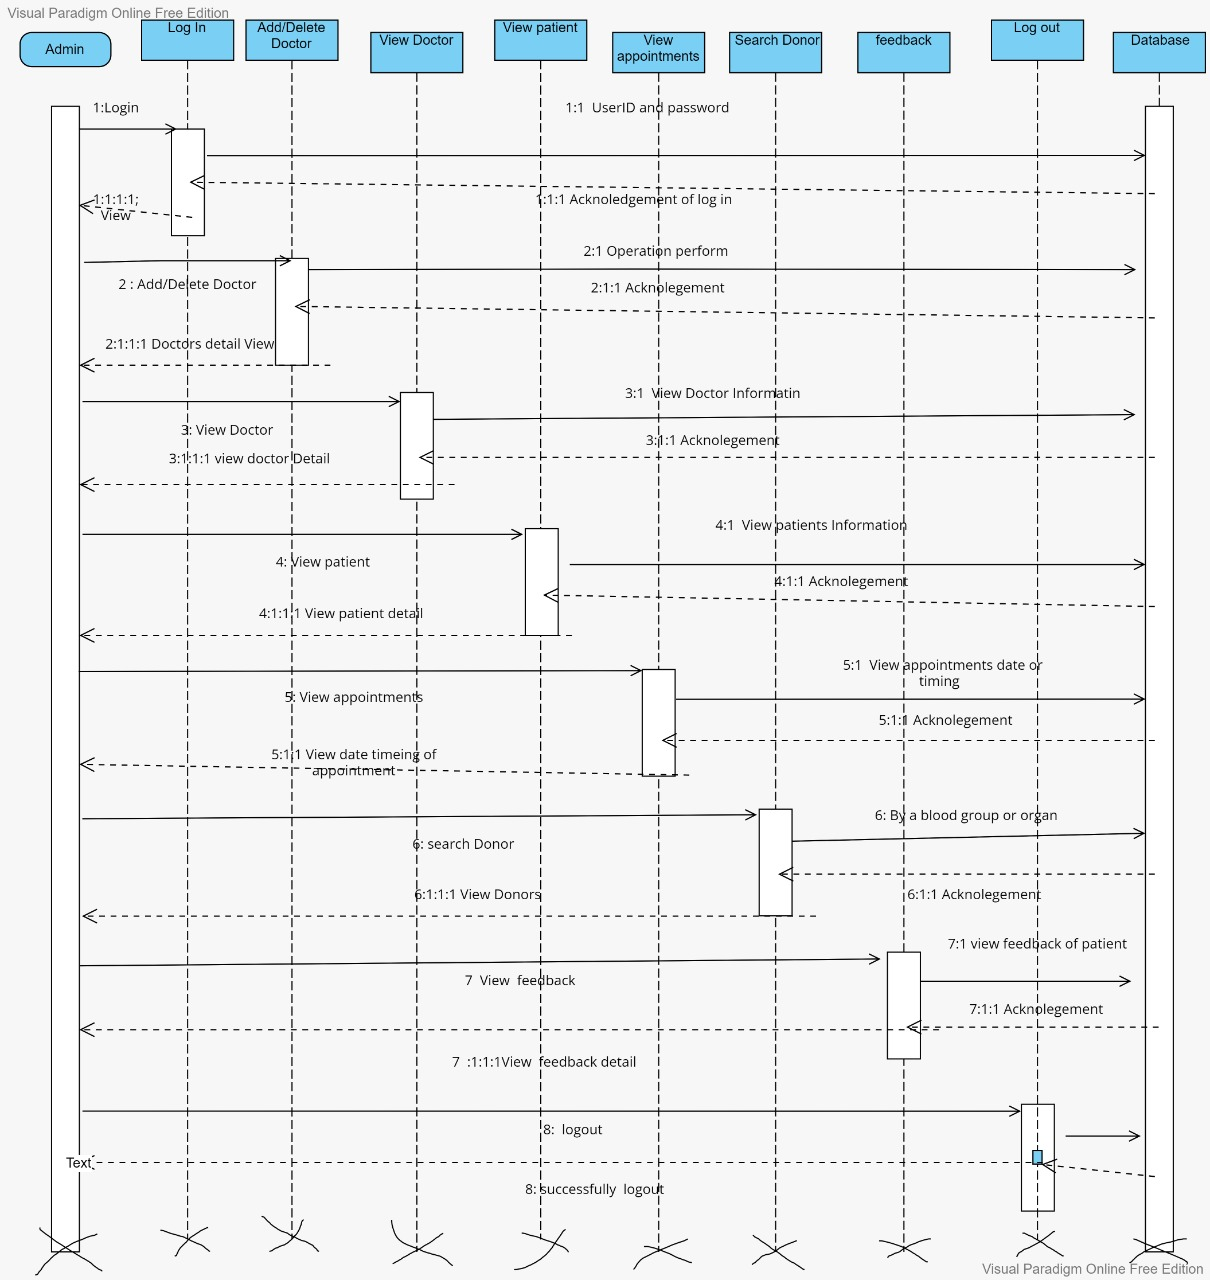 Visual Paradigm Online Free Edition
Admin
Log In
Add/Delete
Doctor
View Doctor
View patient
View
appointments
Search Donor
feedback
Log out
Database
1:Login
1:1 UserID and password
1:1:1 Acknoledgement of log in
1:1:1:1;
View
2:1 Operation perform
2 : Add/Delete Doctor
2:1:1 Acknolegement
2:1:1:1 Doctors detail View
3:1 View Doctor Informatin
3: View Doctor
3:1:1 Acknolegement
3:1:1:1 view doctor Detail
4:1 View patients Information
4: View patient
4:1:1 Acknolegement
4:1:1:1 View patient detail
5:1 View appointments date or
timing
5: View appointments
5:1:1 Acknolegement
5:1:1 View date timeing of
appointment
6: By a blood group or organ
6: search Donor
6:1:1:1 View Donors
6:1:1 Acknolegement
7:1 view feedback of patient
7 View feedback
7:1:1 Acknolegement
7 :1:1:1View feedback detail
8: logout
Text
8: successfully logout
Visual Paradigm Online Free Edition